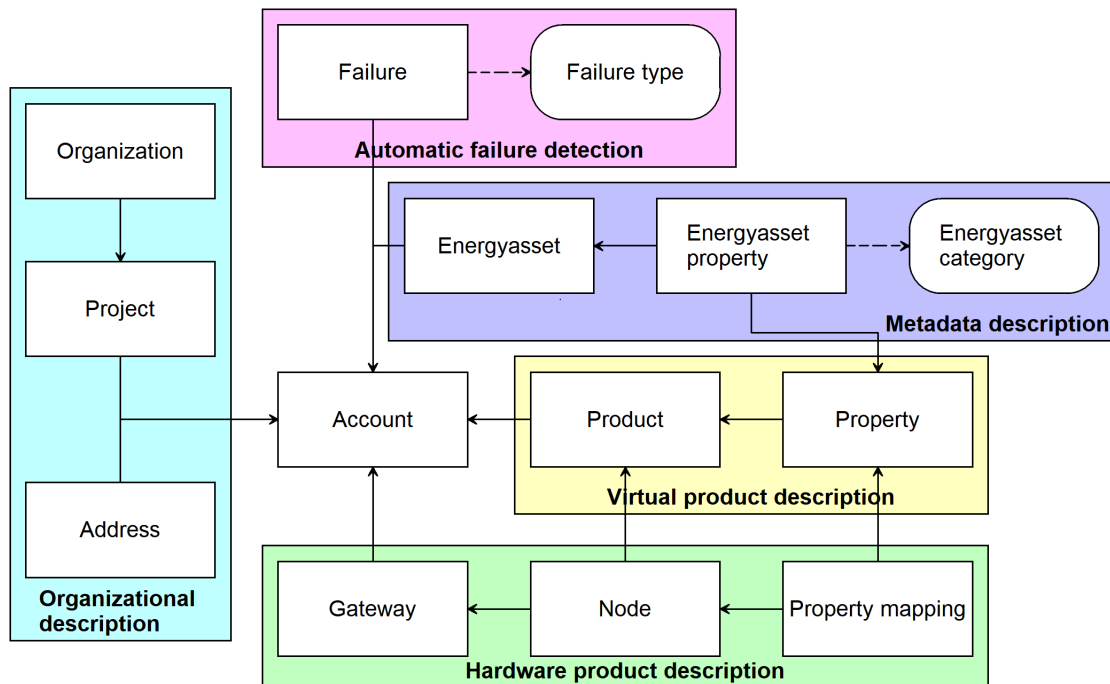 Failure
Failure type
Automatic failure detection
Organization
Project
Address
Organizational
description
Energyasset
Energyasset
property
Energyasset
category
Metadata description
Account
Product
Property
Virtual product description
Gateway
Node
Property mapping
Hardware product description